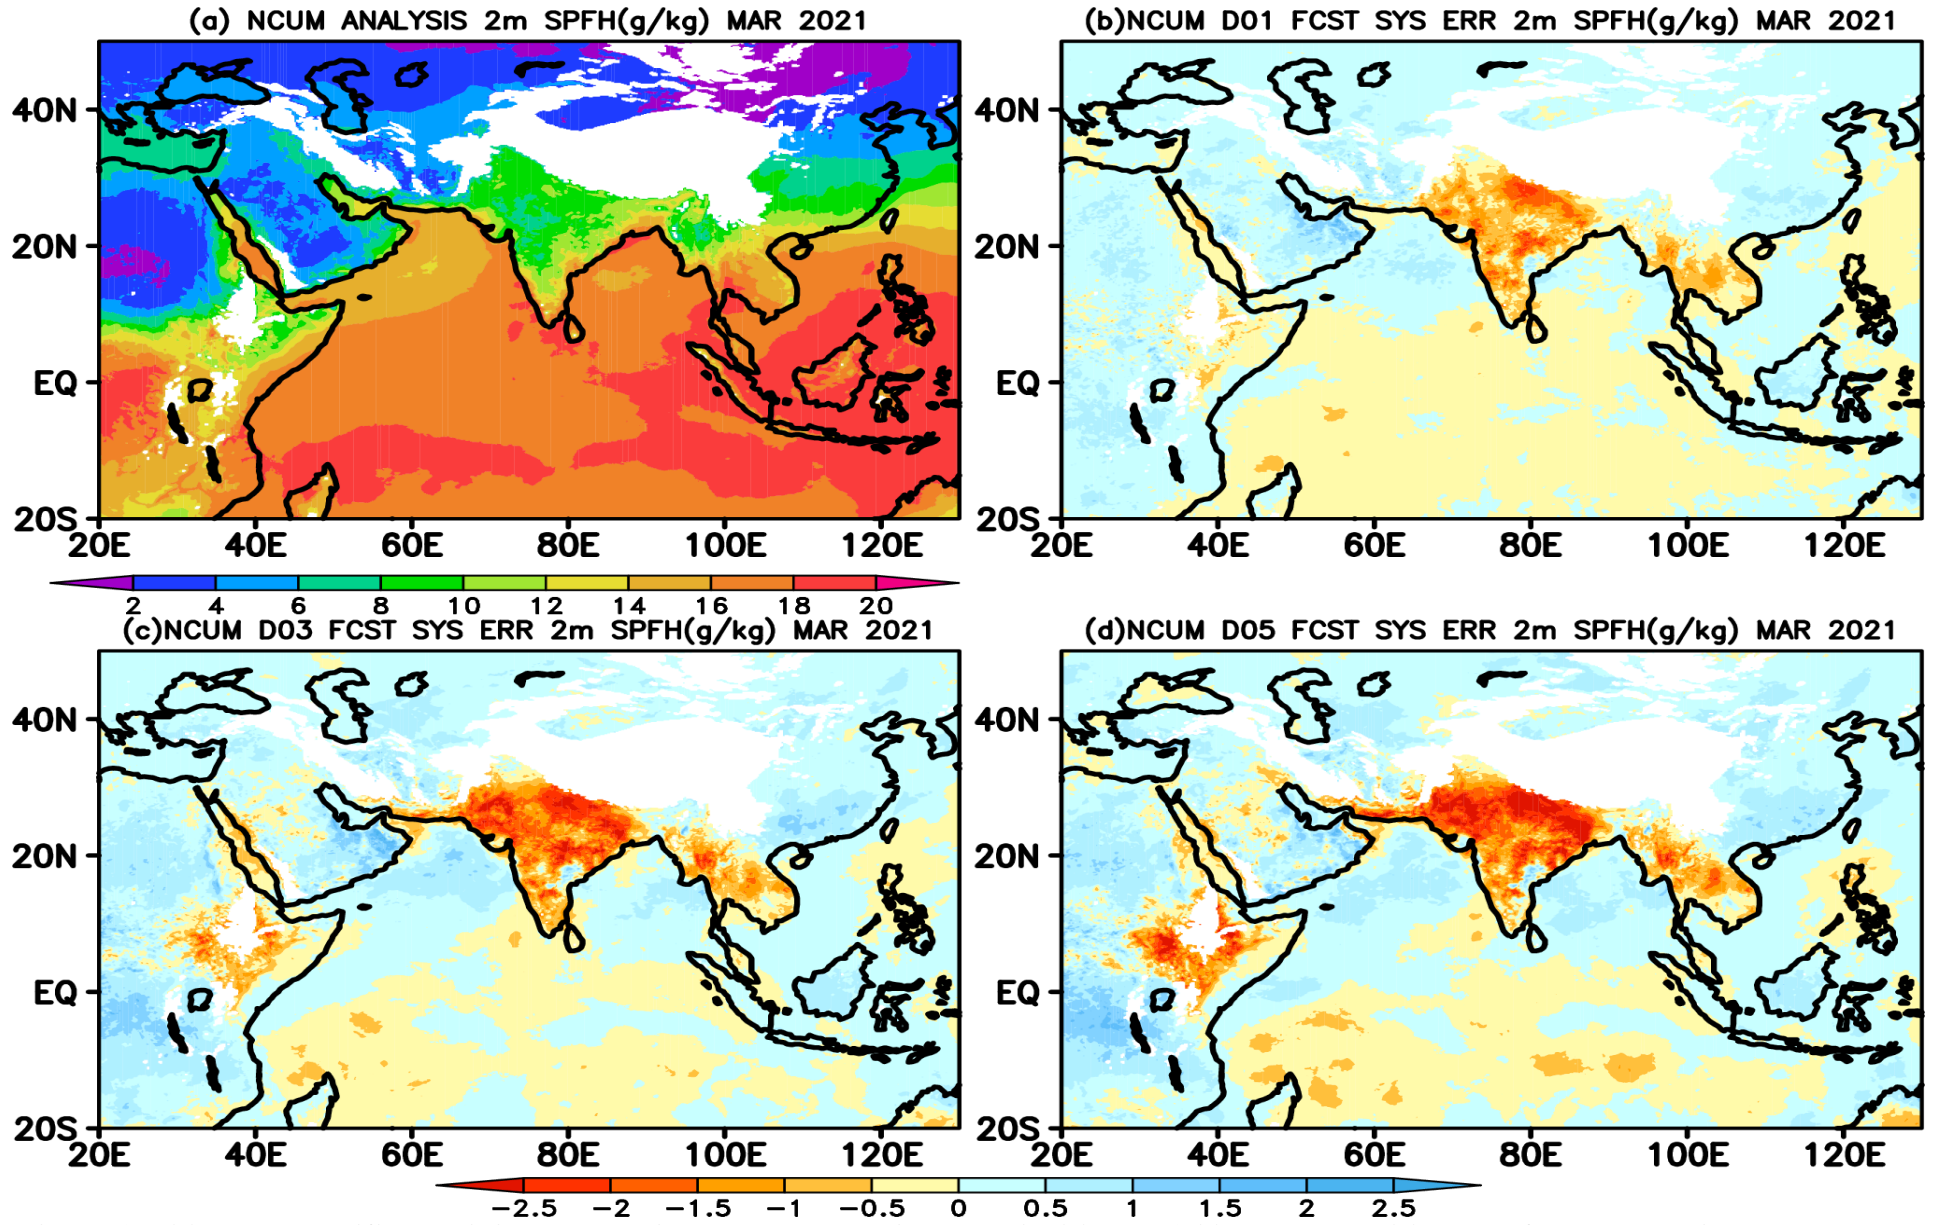 (a) NCUM ANALYSIS 2m SPFH(g/kg) MAR 2021
40N
20N
EQ
20S
20E 40E 60E 80E 100E 120E
2 4 6 8 10 12 14 16 18 20
(b)NCUM D01 FCST SYS ERR 2m SPFH(g/kg) MAR 2021
40N
20N
EQ
20S
20E 40E 60E 80E 100E 120E
(c)NCUM D03 FCST SYS ERR 2m SPFH(g/kg) MAR 2021
40N
20N
EQ
20S
20E 40E 60E 80E 100E 120E
(d)NCUM D05 FCST SYS ERR 2m SPFH(g/kg) MAR 2021
40N
20N
EQ
20S
20E 40E 60E 80E 100E 120E
−2.5 −2 −1.5 −1 −0.5 0 0.5 1 1.5 2 2.5